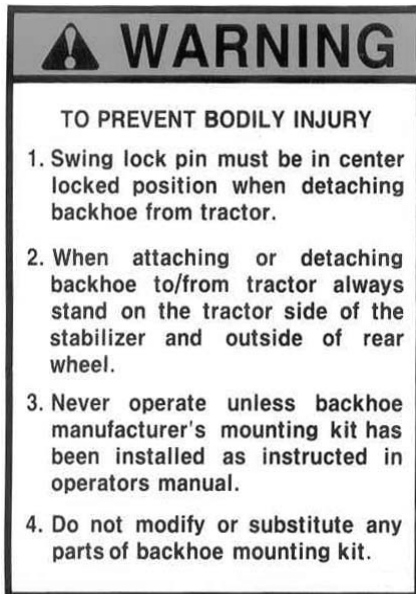 WARNING
TO PREVENT BODILY INJURY
1. Swing lock pin must be in center
locked position when detaching
backhoe from tractor.
2. When attaching or detaching
backhoe to/from tractor always
stand on the tractor side of the
stabilizer and outside of rear
wheel.
3. Never operate unless backhoe
manufacturer's mounting kit has
been installed as instructed in
operators manual.
4. Do not modify or substitute any
parts of backhoe mounting kit.